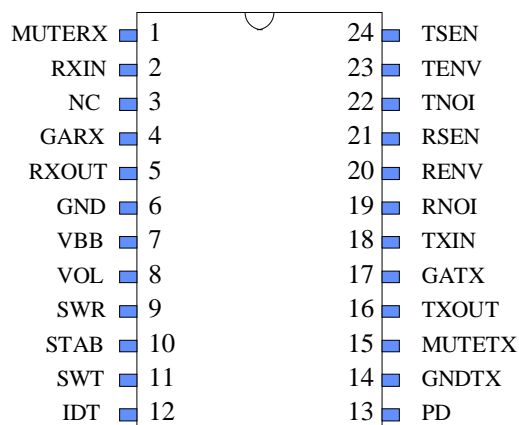 MUTERX 1 24 TSEN
RXIN 2 23 TENV
NC 3 22 TNOI
GARX 4 21 RSEN
RXOUT 5 20 RENV
GND 6 19 RNOI
VBB 7 18 TXIN
VOL 8 17 GATX
SWR 9 16 TXOUT
STAB 10 15 MUTETX
SWT 11 14 GNDTX
IDT 12 13 PD